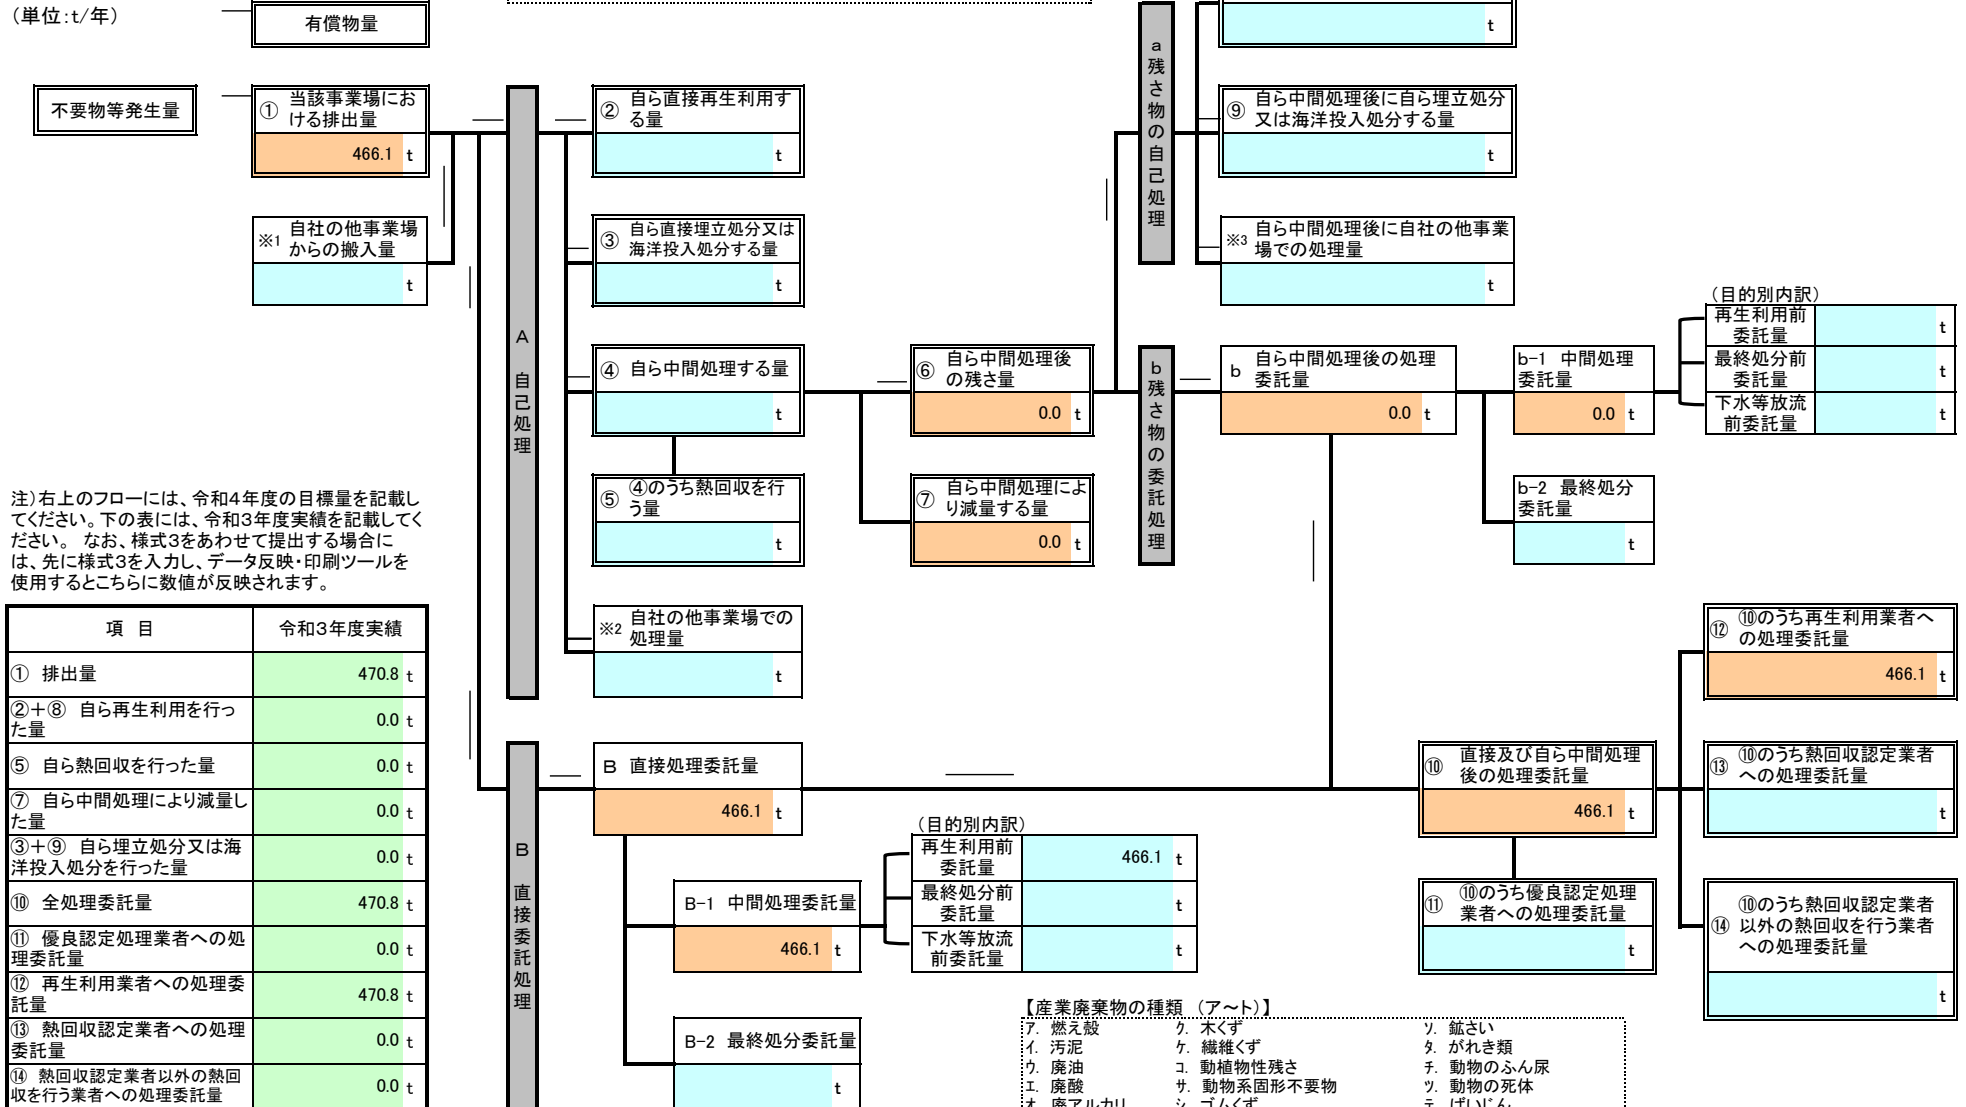 （単位:t/年）
有償物量
t
不要物等発生量
① 当該事業場における排出量
466.1 t
※1 自社の他事業場からの搬入量
t
A 自己処理
② 自ら直接再生利用する量
t
③ 自ら直接埋立処分又は海洋投入処分する量
t
④ 自ら中間処理する量
t
⑤ ④のうち熱回収を行う量
t
※2 自社の他事業場での処理量
t
⑥ 自ら中間処理後の残さ量
0.0 t
⑦ 自ら中間処理により減量する量
0.0 t
a 残さ物の自己処理
⑨ 自ら中間処理後に自ら埋立処分又は海洋投入処分する量
t
※3 自ら中間処理後に自社の他事業場での処理量
t
b 残さ物の委託処理
b 自ら中間処理後の処理委託量
0.0 t
b-1 中間処理委託量
0.0 t
（目的別内訳）
再生利用前委託量 t
最終処分前委託量 t
下水等放流前委託量 t
b-2 最終処分委託量
t
注）右上のフローには、令和4年度の目標量を記載し
てください。下の表には、令和3年度実績を記載してく
ださい。 なお、様式3をあわせて提出する場合に
は、先に様式3を入力し、データ反映・印刷ツールを
使用するとこちらに数値が反映されます。
項 目 令和3年度実績
① 排出量 470.8 t
②＋⑧ 自ら再生利用を行った量 0.0 t
⑤ 自ら熱回収を行った量 0.0 t
⑦ 自ら中間処理により減量した量 0.0 t
③＋⑨ 自ら埋立処分又は海洋投入処分を行った量 0.0 t
⑩ 全処理委託量 470.8 t
⑪ 優良認定処理業者への処理委託量 0.0 t
⑫ 再生利用業者への処理委託量 470.8 t
⑬ 熱回収認定業者への処理委託量 0.0 t
⑭ 熱回収認定業者以外の熱回収を行う業者への処理委託量 0.0 t
B 直接委託処理
B 直接処理委託量
466.1 t
B-1 中間処理委託量
466.1 t
（目的別内訳）
再生利用前委託量 466.1 t
最終処分前委託量 t
下水等放流前委託量 t
B-2 最終処分委託量
t
⑩ 直接及び自ら中間処理後の処理委託量
466.1 t
⑪ ⑩のうち優良認定処理業者への処理委託量
t
⑫ ⑩のうち再生利用業者への処理委託量
466.1 t
⑬ ⑩のうち熱回収認定業者への処理委託量
t
⑭ ⑩のうち熱回収認定業者以外の熱回収を行う業者への処理委託量
t
【産業廃棄物の種類 （ア～ト）】
ア. 燃え殻 ク. 木くず ソ. 鉱さい
イ. 汚泥 ケ. 繊維くず タ. がれき類
ウ. 廃油 コ. 動植物性残さ チ. 動物のふん尿
エ. 廃酸 サ. 動物系固形不要物 ツ. 動物の死体
オ. 廃アルカリ シ. ゴムくず テ. ばいじん